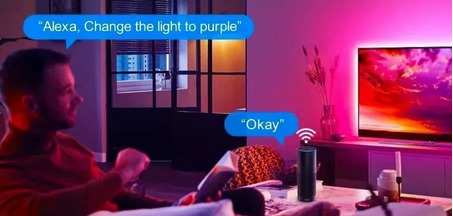 “Alexa, Change the light to purple”
“Okay”